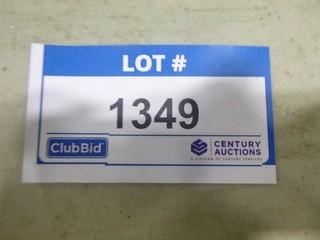 LOT #
1349
ClubBid
CENTURY
AUCTIONS
A DIVISION OF CENTURY SERVICES